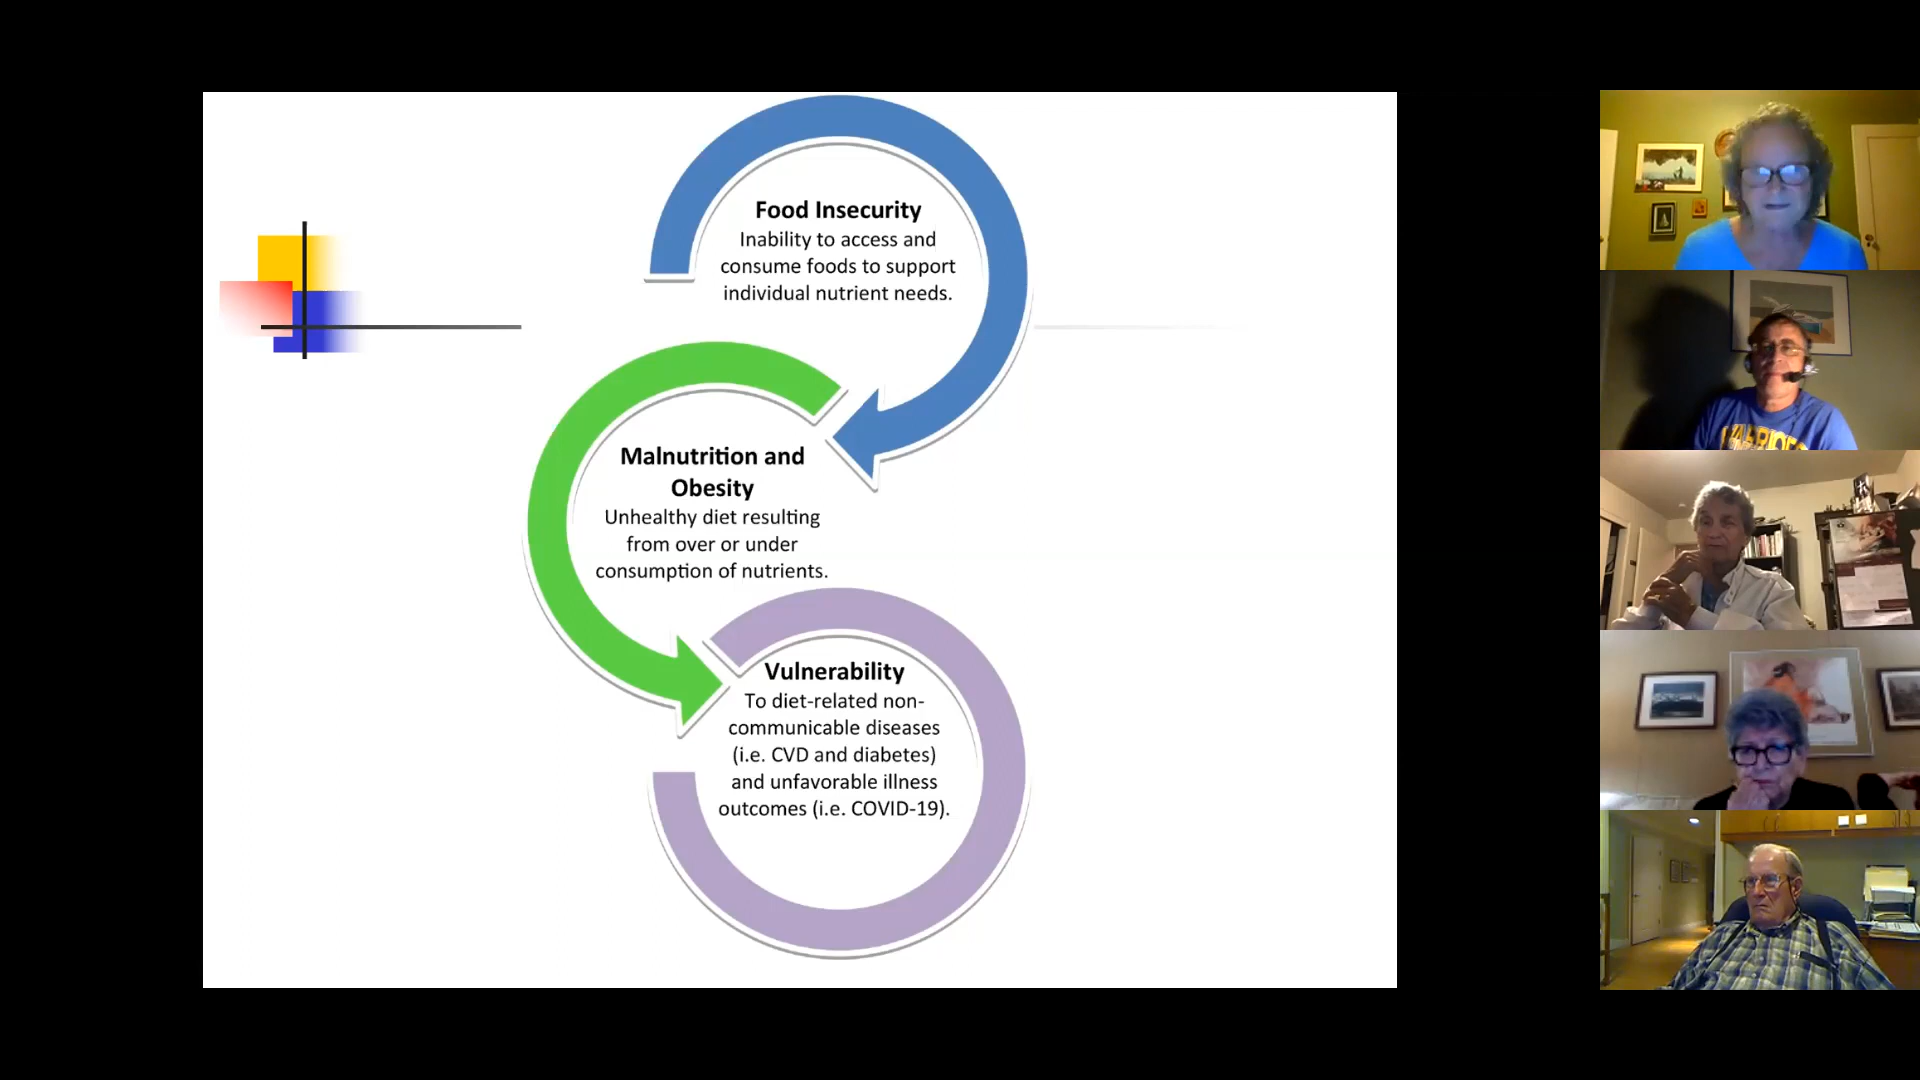 Food Insecurity
Inability to access and
consume foods to support
individual nutrient needs.
Malnutrition and
Obesity
Unhealthy diet resulting
from over or under
consumption of nutrients.
Vulnerability
To diet-related non-
communicable diseases
(i.e. CVD and diabetes)
and unfavorable illness
outcomes (i.e. COVID-19).